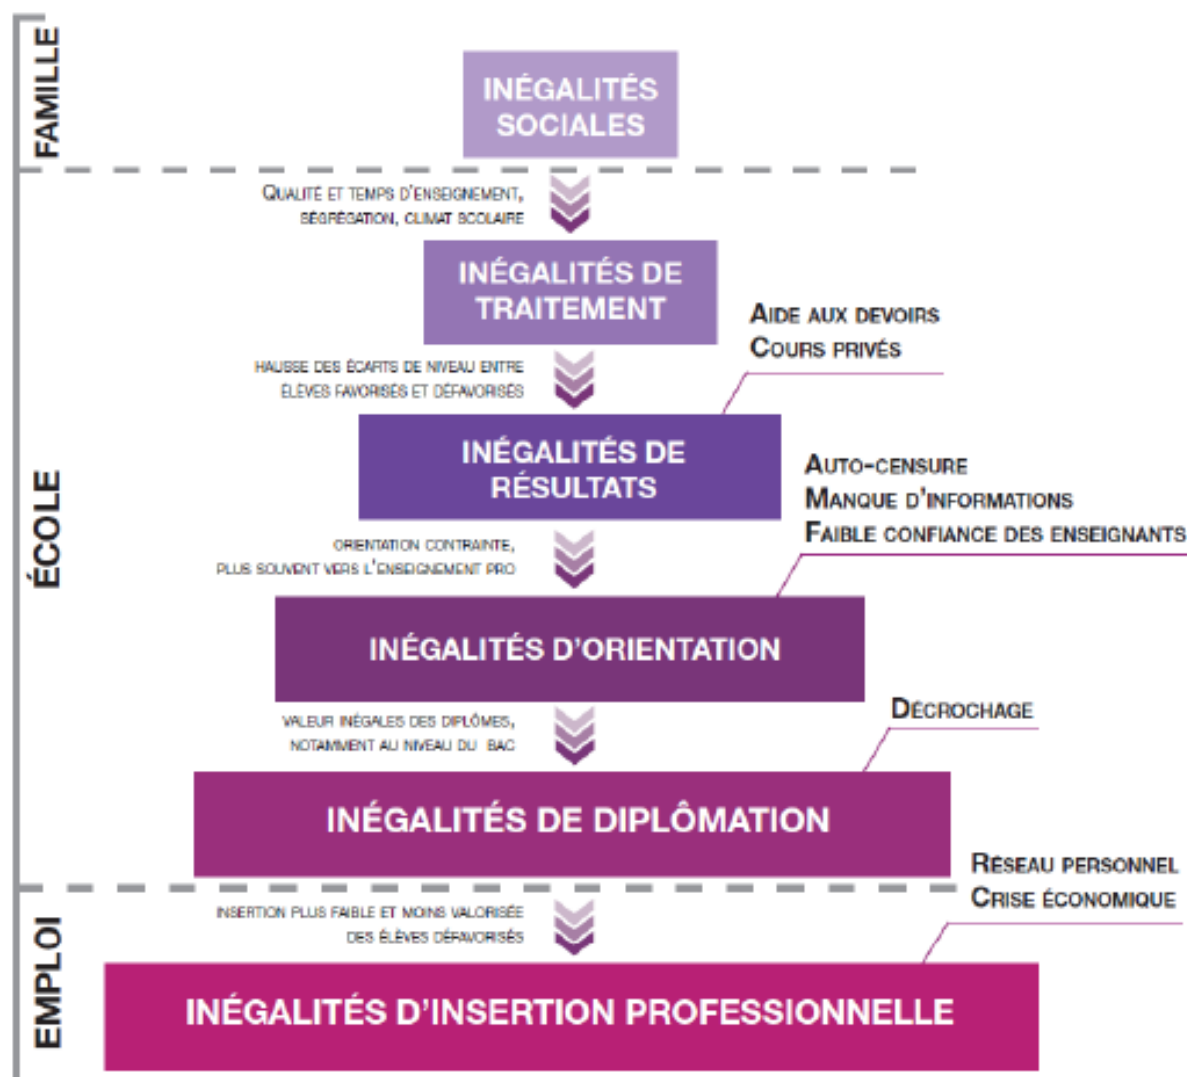 FAMILLE
INÉGALITÉS
SOCIALES
QUALITÉ ET TEMPS D'ENSEIGNEMENT,
SÉGRÉGATION, CLIMAT SCOLAIRE
ÉCOLE
INÉGALITÉS DE
TRAITEMENT
AIDE AUX DEVOIRS
COURS PRIVÉS
HAUSSE DES ÉCARTS DE NIVEAU ENTRE
ÉLÈVES FAVORISÉS ET DÉFAVORISÉS
INÉGALITÉS DE
RÉSULTATS
AUTO-CENSURE
MANQUE D'INFORMATIONS
FAIBLE CONFIANCE DES ENSEIGNANTS
ORIENTATION CONTRAINTE,
PLUS SOUVENT VERS L'ENSEIGNEMENT PRO
INÉGALITÉS D'ORIENTATION
VALEUR INÉGALES DES DIPLÔMES,
NOTAMMENT AU NIVEAU DU BAC
DÉCROCHAGE
INÉGALITÉS DE DIPLÔMATION
EMPLOI
RÉSEAU PERSONNEL
CRISE ÉCONOMIQUE
INSERTION PLUS FAIBLE ET MOINS VALORISÉE
DES ÉLÈVES DÉFAVORISÉS
INÉGALITÉS D'INSERTION PROFESSIONNELLE